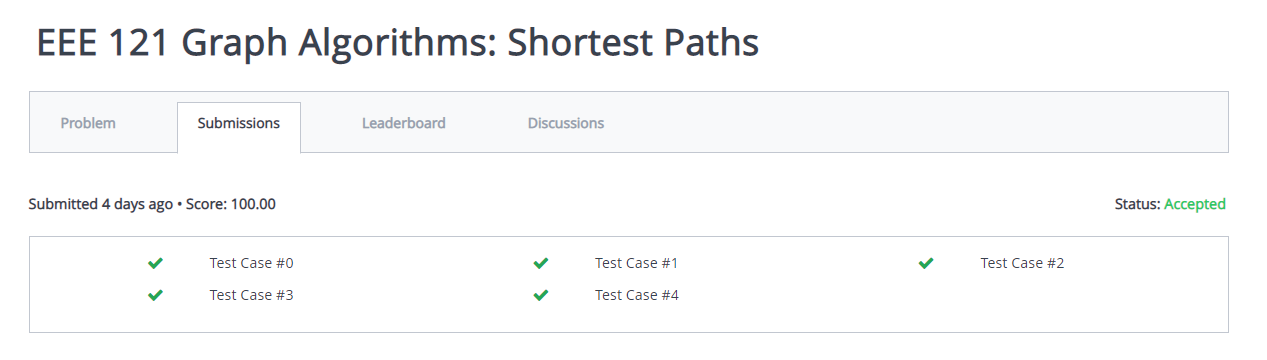 EEE 121 Graph Algorithms: Shortest Paths
Problem Submissions Leaderboard Discussions
Submitted 4 days ago • Score: 100.00 Status: Accepted
Test Case #0 Test Case #1 Test Case #2
Test Case #3 Test Case #4